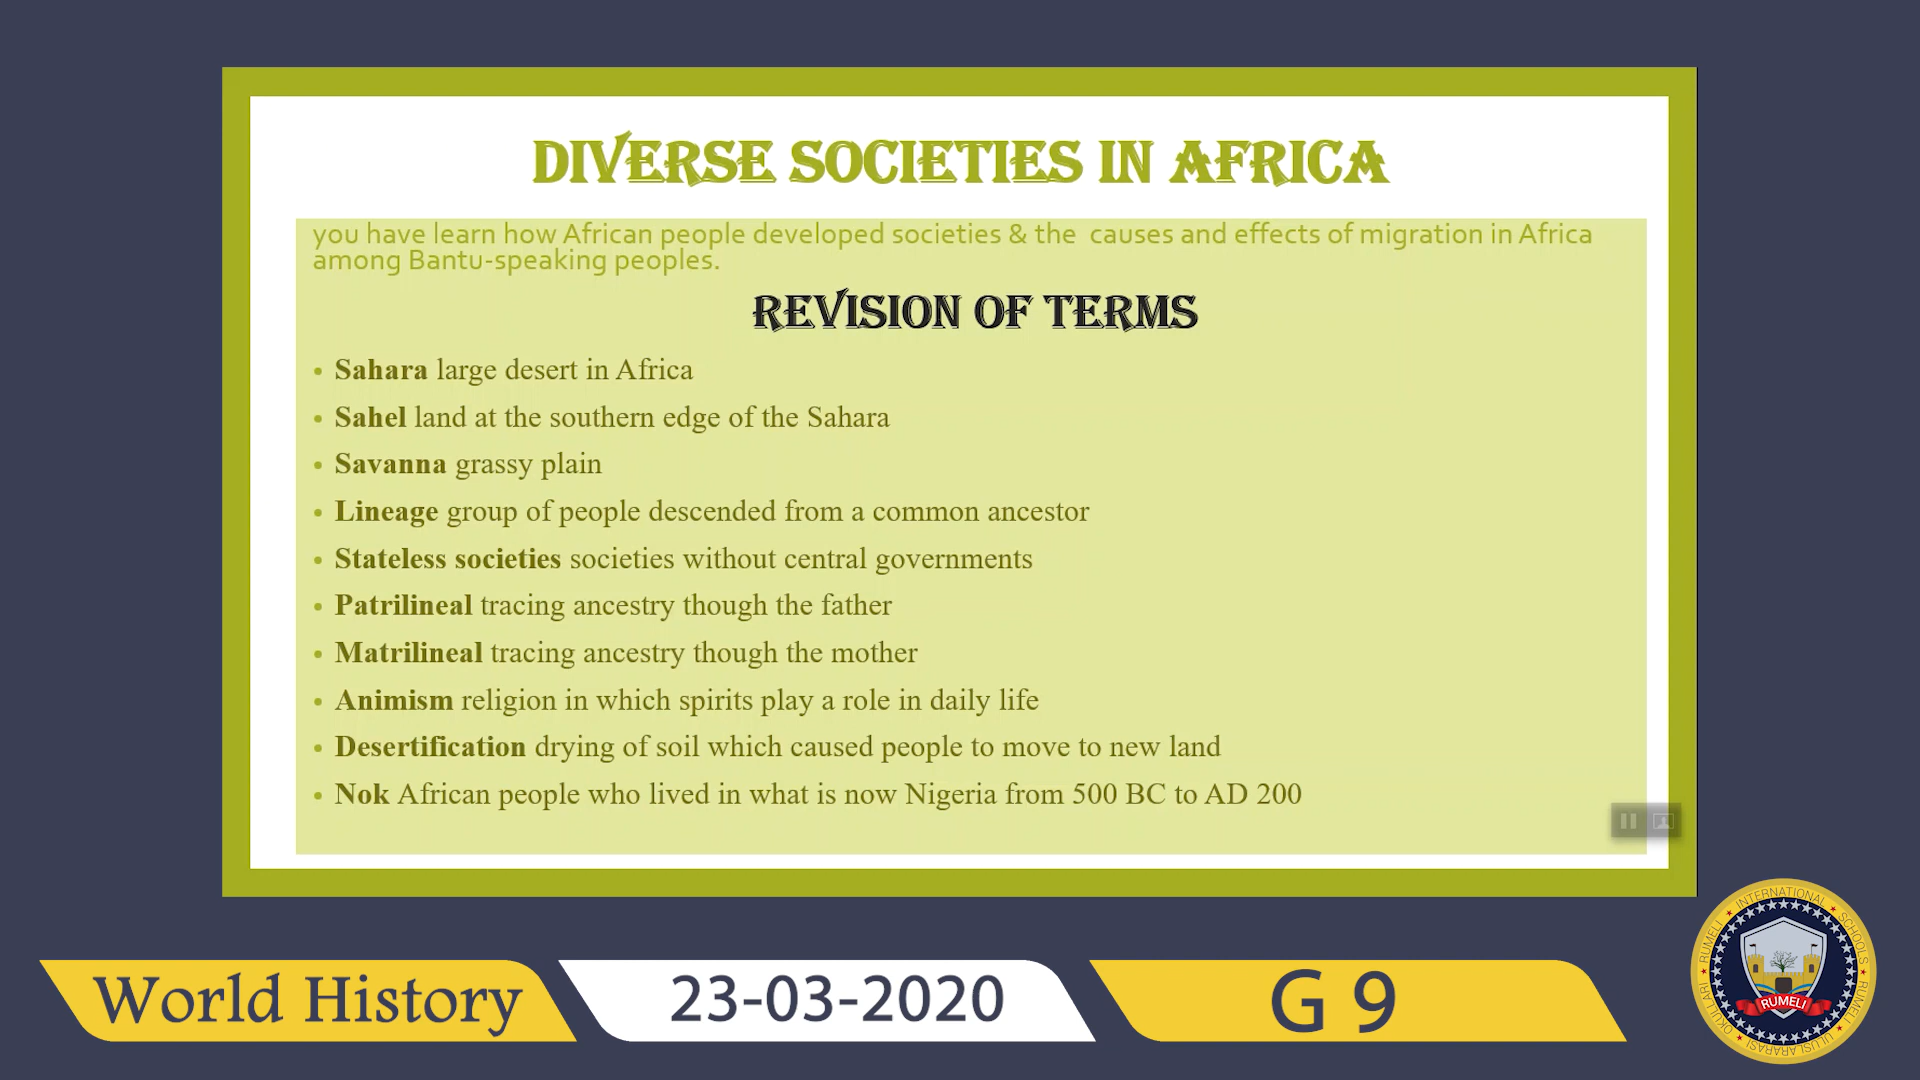 DIVERSE SOCIETIES IN AFRICA
you have learn how African people developed societies & the causes and effects of migration in Africa
among Bantu-speaking peoples.
REVISION OF TERMS
• Sahara large desert in Africa
• Sahel land at the southern edge of the Sahara
• Savanna grassy plain
• Lineage group of people descended from a common ancestor
• Stateless societies societies without central governments
• Patrilineal tracing ancestry though the father
• Matrilineal tracing ancestry though the mother
• Animism religion in which spirits play a role in daily life
• Desertification drying of soil which caused people to move to new land
• Nok African people who lived in what is now Nigeria from 500 BC to AD 200
World History
23-03-2020
G 9
RUMELI INTERNATIONAL SCHOOLS
RUMELI ULUSLARARASI OKULLARI
RUMELI